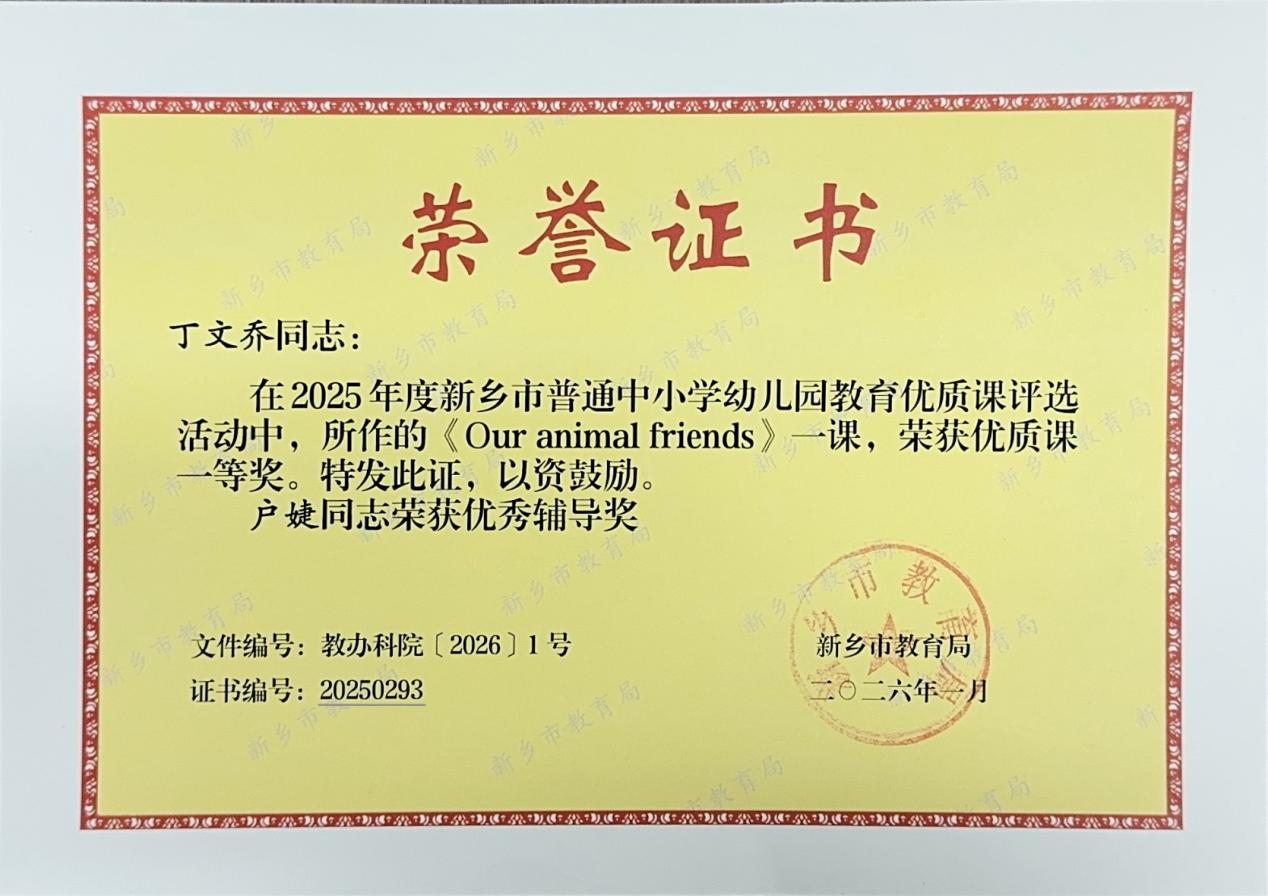 荣誉证书
丁文乔同志：
在2025年度新乡市普通中小学幼儿园教育优质课评选
活动中，所作的《Our animal friends》一课，荣获优质课
一等奖。特发此证，以资鼓励。
户婕同志荣获优秀辅导奖
文件编号：教办科院〔2026〕1号
新乡市教育局
证书编号：20250293
二〇二六年一月